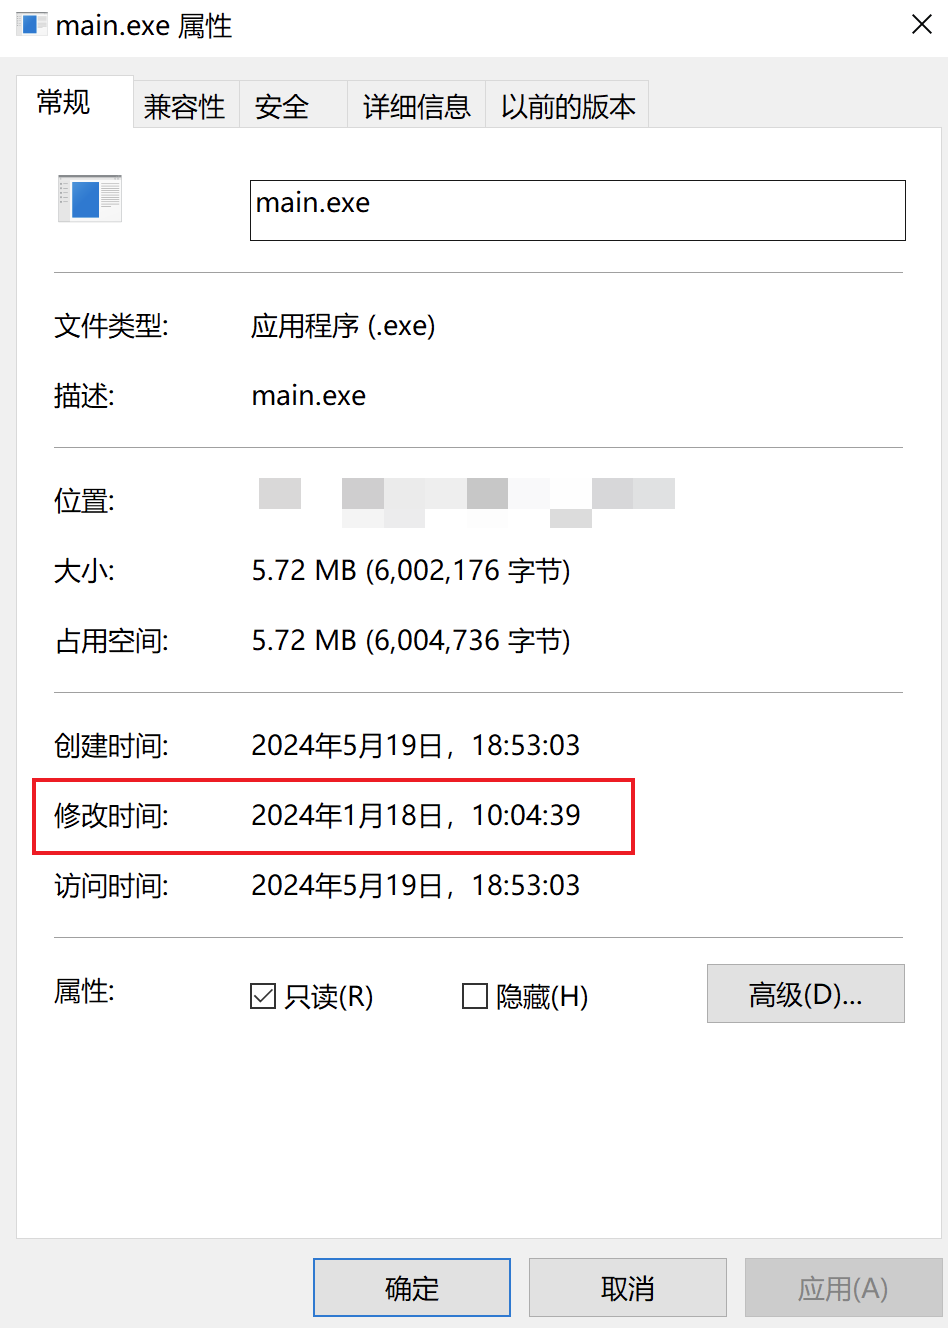 main.exe 属性
常规 兼容性 安全 详细信息 以前的版本
main.exe
文件类型: 应用程序 (.exe)
描述: main.exe
位置:
大小: 5.72 MB (6,002,176 字节)
占用空间: 5.72 MB (6,004,736 字节)
创建时间: 2024年5月19日，18:53:03
修改时间: 2024年1月18日，10:04:39
访问时间: 2024年5月19日，18:53:03
属性: 只读(R) 隐藏(H) 高级(D)...
确定 取消 应用(A)